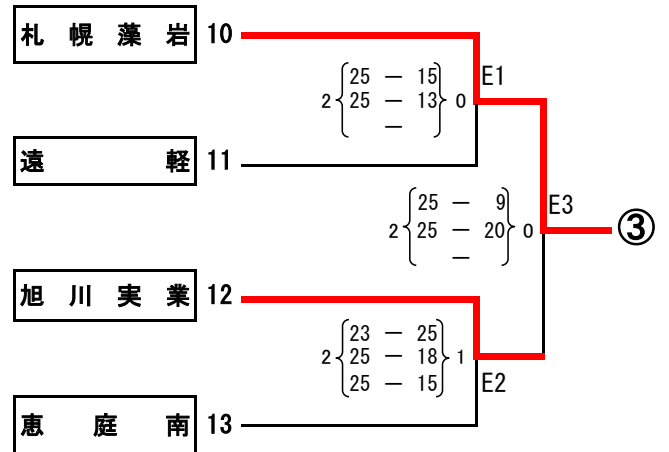 札幌藻岩 10
E1
25 － 15
2 25 － 13 0
－
遠軽 11
25 － 9
E3
2 25 － 20 0
－
③
旭川実業 12
23 － 25
2 25 － 18 1
25 － 15
E2
恵庭南 13